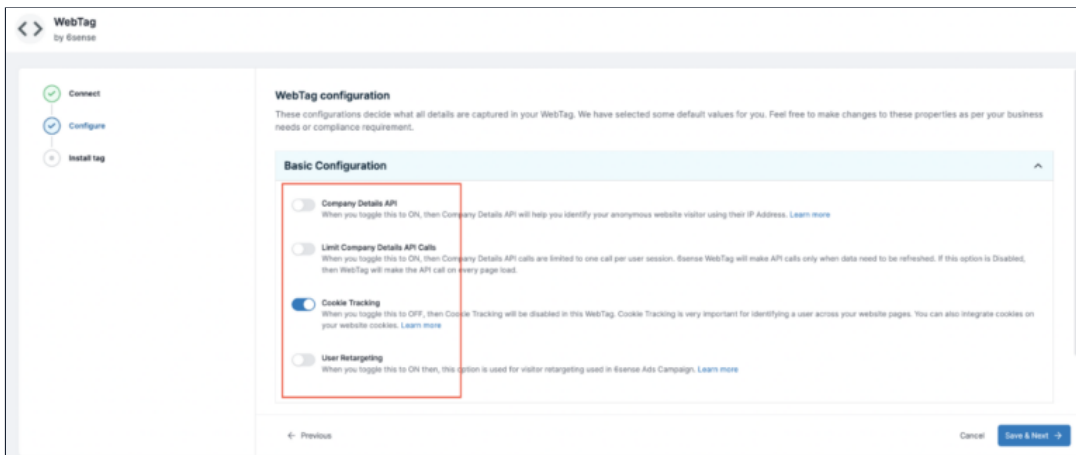 WebTag
by 6sense
Connect
Configure
Install tag
WebTag configuration
These configurations decide what all details are captured in your WebTag. We have selected some default values for you. Feel free to make changes to these properties as per your business
needs or compliance requirement.
Basic Configuration
Company Details API
When you toggle this to ON, then Company Details API will help you identify your anonymous website visitor using their IP Address. Learn more
Limit Company Details API Calls
When you toggle this to ON, then Company Details API calls are limited to one call per user session. 6sense WebTag will make API calls only when data need to be refreshed. If this option is Disabled,
then WebTag will make the API call on every page load.
Cookie Tracking
When you toggle this to OFF, then Cookie Tracking will be disabled in this WebTag. Cookie Tracking is very important for identifying a user across your website pages. You can also integrate cookies on
your website cookies. Learn more
User Retargeting
When you toggle this to ON then, this option is used for visitor retargeting used in 6sense Ads Campaign. Learn more
← Previous
Cancel
Save & Next →